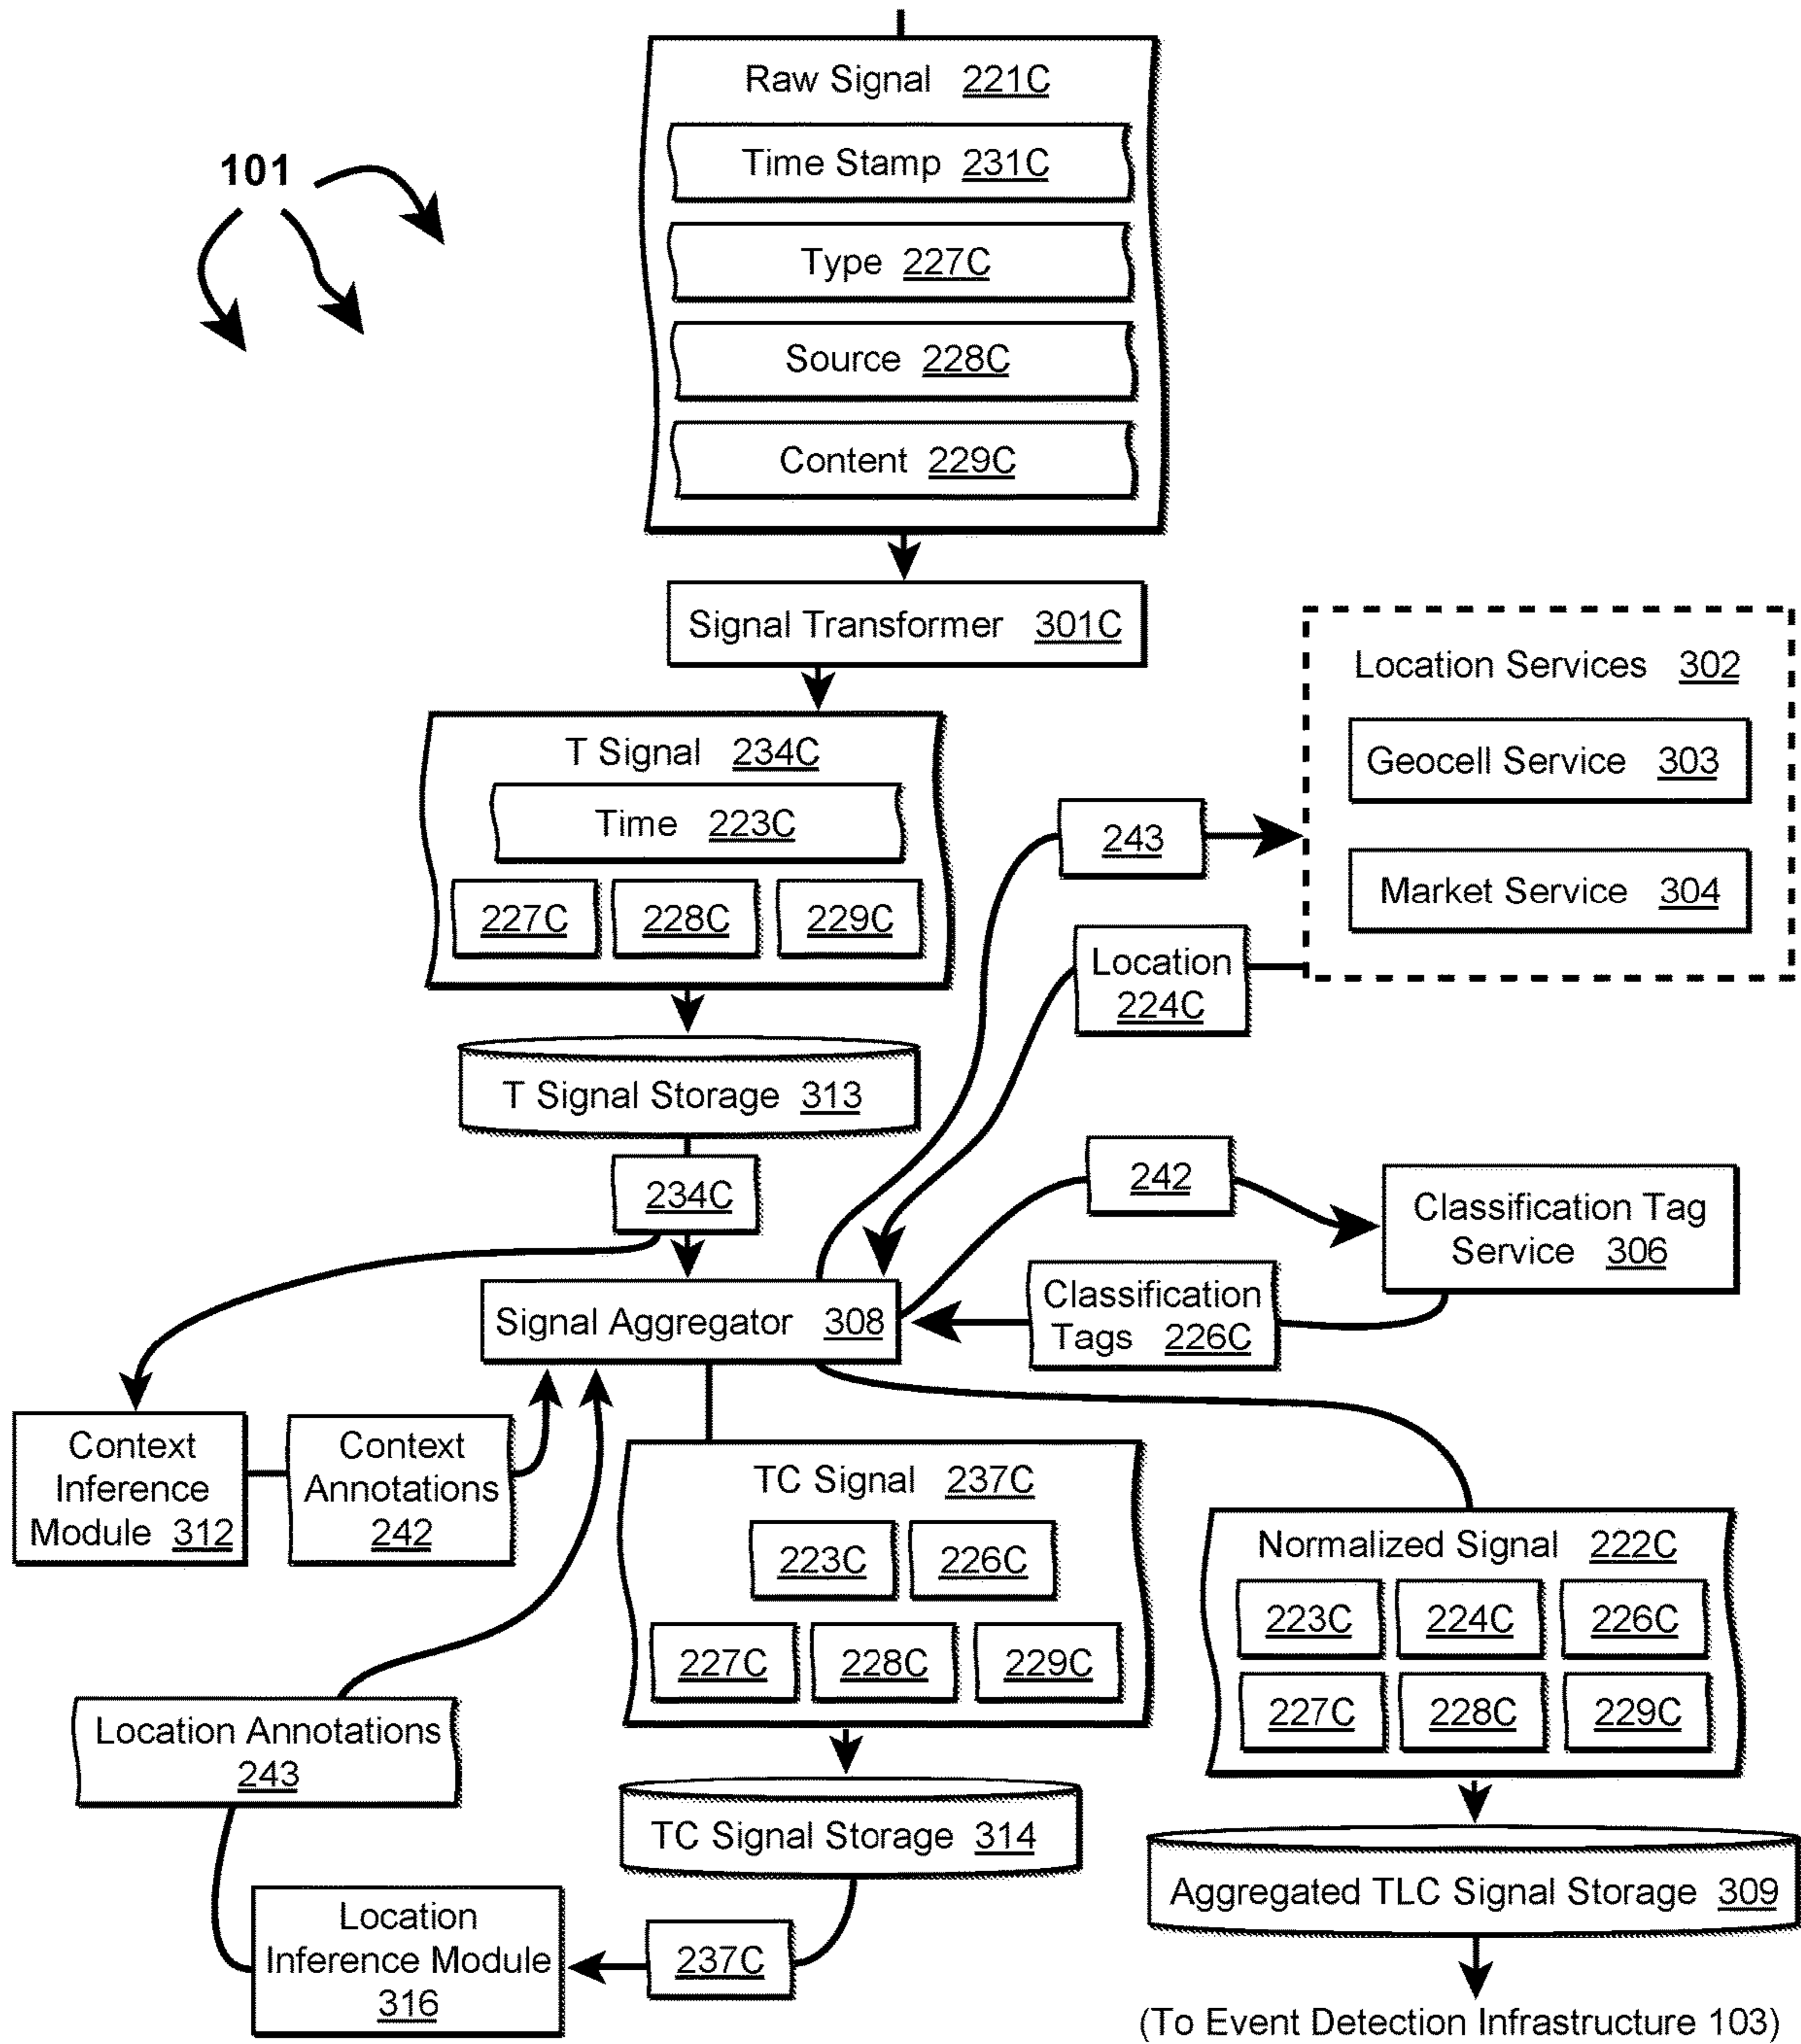 Raw Signal 221C
101
Time Stamp 231C
Type 227C
Source 228C
Content 229C
Signal Transformer 301C
Location Services 302
Geocell Service 303
Market Service 304
T Signal 234C
Time 223C
227C 228C 229C
243
Location
224C
T Signal Storage 313
234C
242
Classification Tag
Service 306
Signal Aggregator 308
Classification
Tags 226C
Context
Inference
Module 312
Context
Annotations
242
TC Signal 237C
223C 226C
227C 228C 229C
Normalized Signal 222C
223C 224C 226C
227C 228C 229C
Location Annotations
243
TC Signal Storage 314
Aggregated TLC Signal Storage 309
Location
Inference Module
316
237C
(To Event Detection Infrastructure 103)